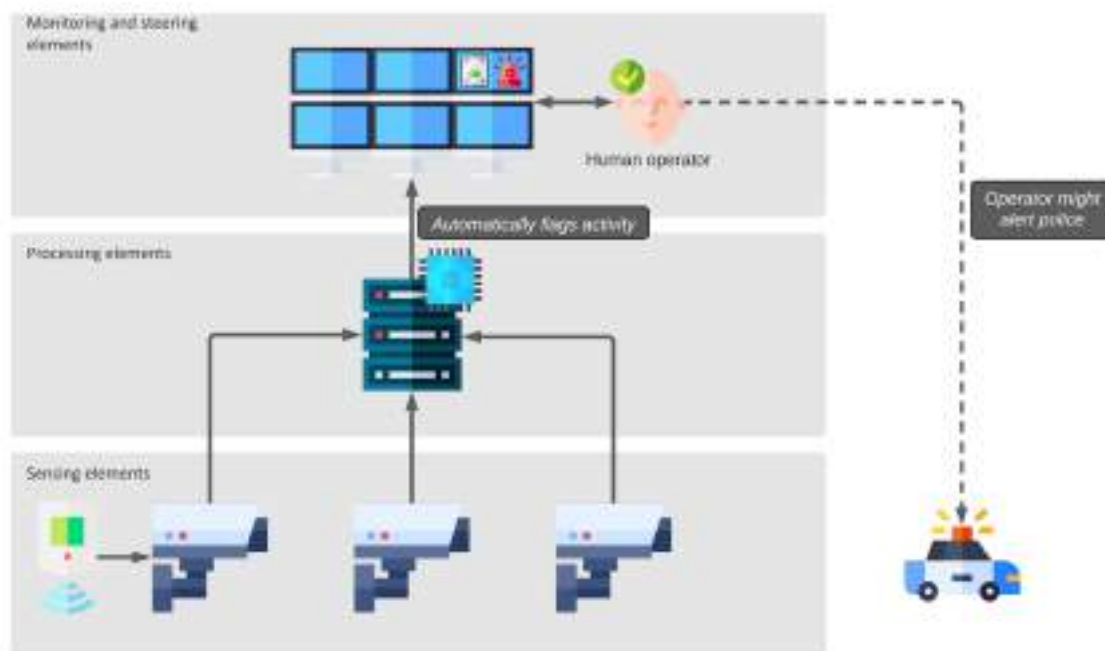 Monitoring and steering
elements
Human operator
Operator might
alert police
Automatically flags activity
Processing elements
Sensing elements